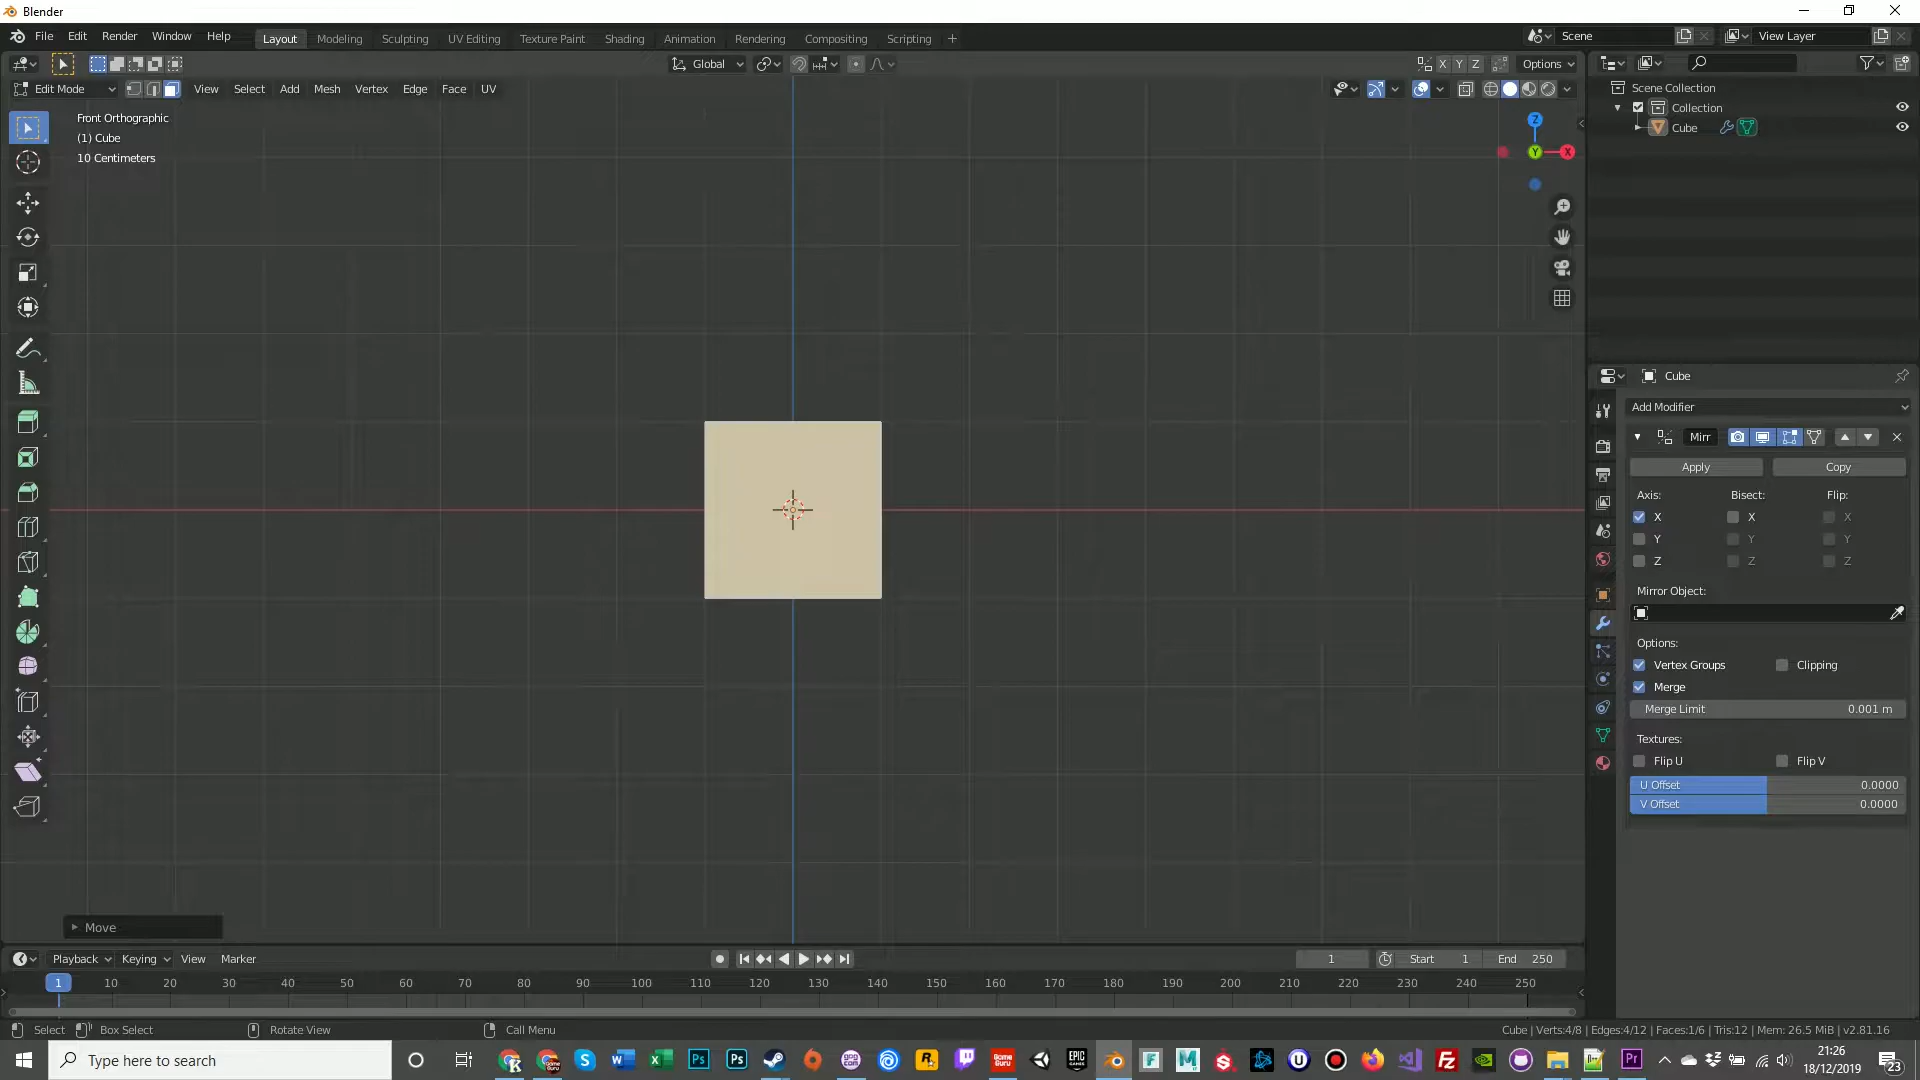 Blender
File Edit Render Window Help
Layout Modeling Sculpting UV Editing Texture Paint Shading Animation Rendering Compositing Scripting +
Scene
View Layer
Global
X Y Z
Options
Edit Mode
View Select Add Mesh Vertex Edge Face UV
Front Orthographic
(1) Cube
10 Centimeters
Z
Y
X
Scene Collection
Collection
Cube
Cube
Add Modifier
Mirr
Apply
Copy
Axis: Bisect: Flip:
X X X
Y Y Y
Z Z Z
Mirror Object:
Options:
Vertex Groups
Clipping
Merge
Merge Limit 0.001 m
Textures:
Flip U
Flip V
U Offset 0.0000
V Offset 0.0000
Move
Playback Keying View Marker
1
Start 1
End 250
1 10 20 30 40 50 60 70 80 90 100 110 120 130 140 150 160 170 180 190 200 210 220 230 240 250
Select
Box Select
Rotate View
Call Menu
Cube | Verts:4/8 | Edges:4/12 | Faces:1/6 | Tris:12 | Mem: 26.5 MiB | v2.81.16
Type here to search
21:26
18/12/2019
23